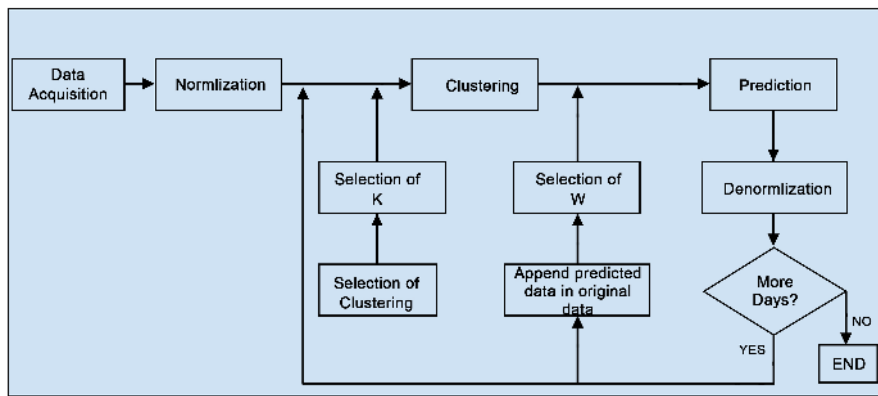 Data
Acquisition
Normlization
Clustering
Prediction
Selection of
K
Selection of
W
Denormlization
Selection of
Clustering
Append predicted
data in original
data
More
Days?
YES
NO
END